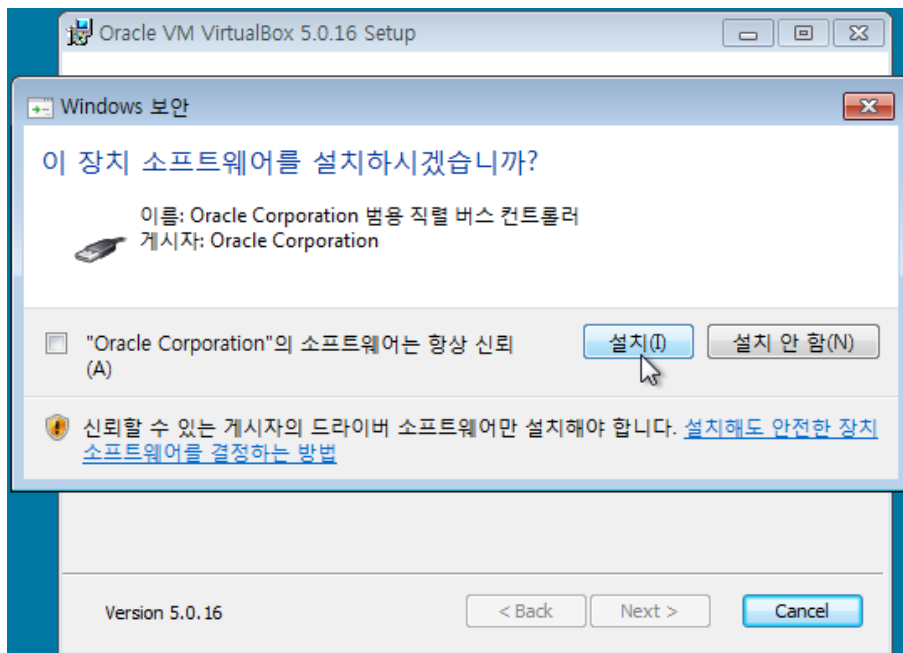 Oracle VM VirtualBox 5.0.16 Setup
Windows 보안
이 장치 소프트웨어를 설치하시겠습니까?
이름: Oracle Corporation 범용 직렬 버스 컨트롤러
게시자: Oracle Corporation
"Oracle Corporation"의 소프트웨어는 항상 신뢰
(A)
설치(I)
설치 안 함(N)
신뢰할 수 있는 게시자의 드라이버 소프트웨어만 설치해야 합니다. 설치해도 안전한 장치
소프트웨어를 결정하는 방법
Version 5.0.16
< Back
Next >
Cancel